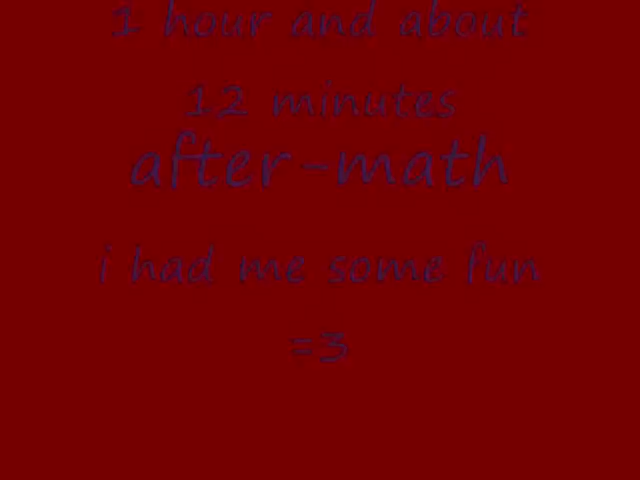 1 hour and about
12 minutes
after-math
i had me some fun
=3